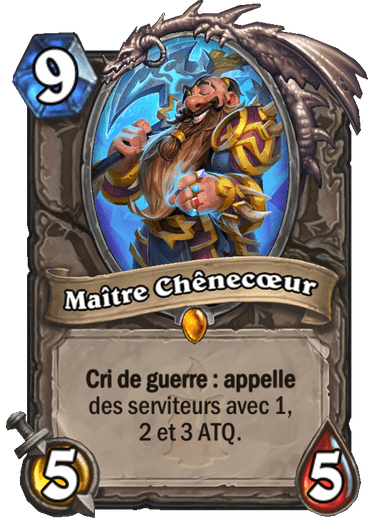 9
Maître Chênecœur
Cri de guerre : appelle
des serviteurs avec 1,
2 et 3 ATQ.
5
5